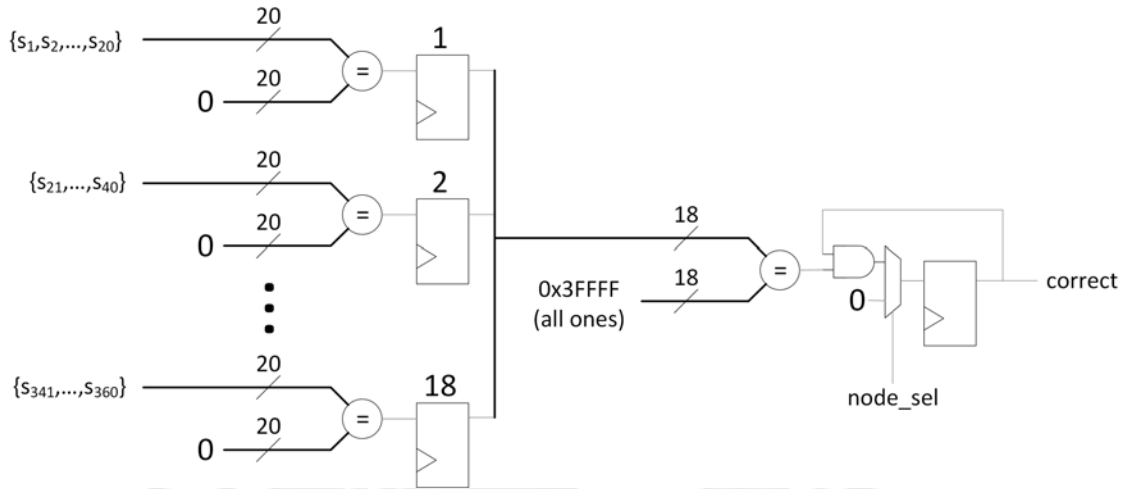 20
{s₁,s₂,...,s₂₀}
1
=
20
0
20
{s₂₁,...,s₄₀}
2
=
20
0
18
=
18
0x3FFFF
(all ones)
0
correct
node_sel
20
{s₃₄₁,...,s₃₆₀}
18
=
20
0